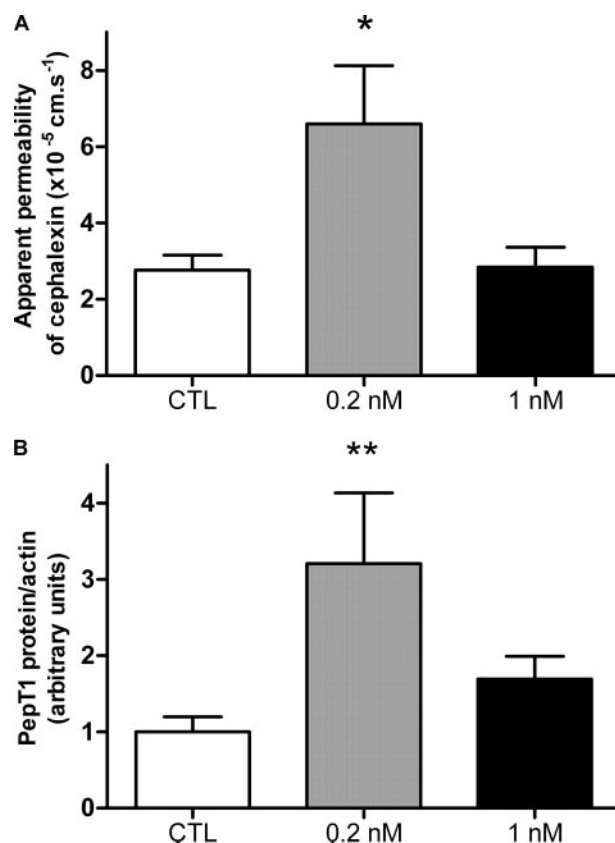 A
*
Apparent permeability
of cephalexin (x10⁻⁵ cm.s⁻¹)
8
6
4
2
0
CTL 0.2 nM 1 nM
B
**
PepT1 protein/actin
(arbitrary units)
4
3
2
1
0
CTL 0.2 nM 1 nM